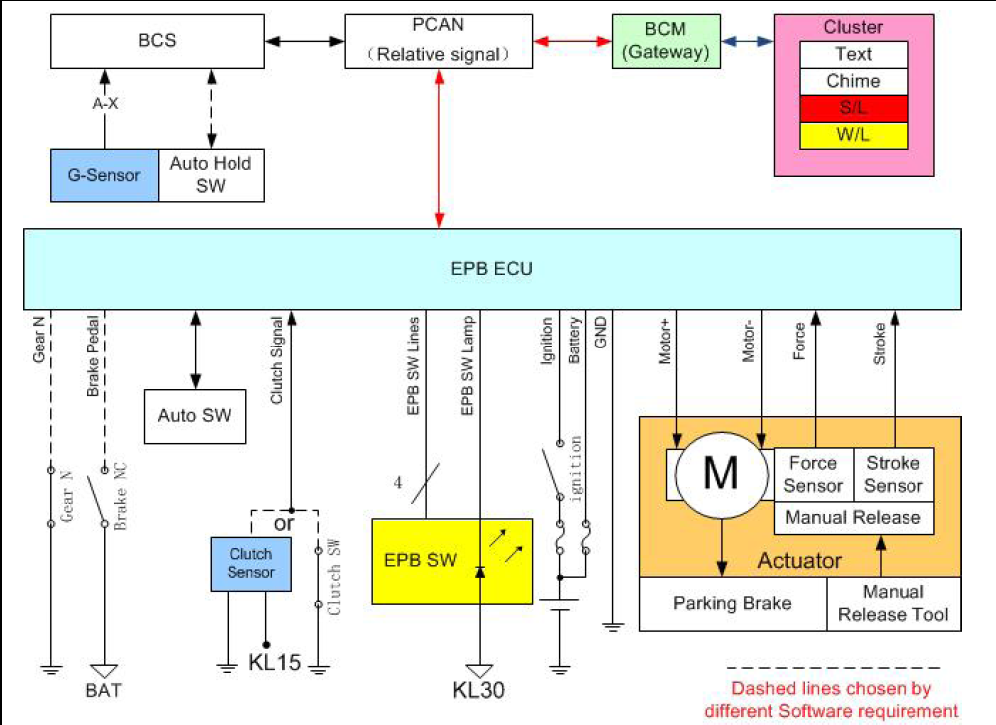 BCS
PCAN
（Relative signal）
BCM
(Gateway)
Cluster
Text
Chime
S/L
W/L
A-X
G-Sensor
Auto Hold
SW
EPB ECU
Gear N
Brake Pedal
Clutch Signal
EPB SW Lines
EPB SW Lamp
Ignition
Battery
GND
Motor+
Motor-
Force
Stroke
Auto SW
Gear N
Brake NC
4
ignition
M
Force
Sensor
Stroke
Sensor
Manual Release
Actuator
or
Clutch
Sensor
Clutch SW
EPB SW
Parking Brake
Manual
Release Tool
BAT
KL15
KL30
Dashed lines chosen by
different Software requirement